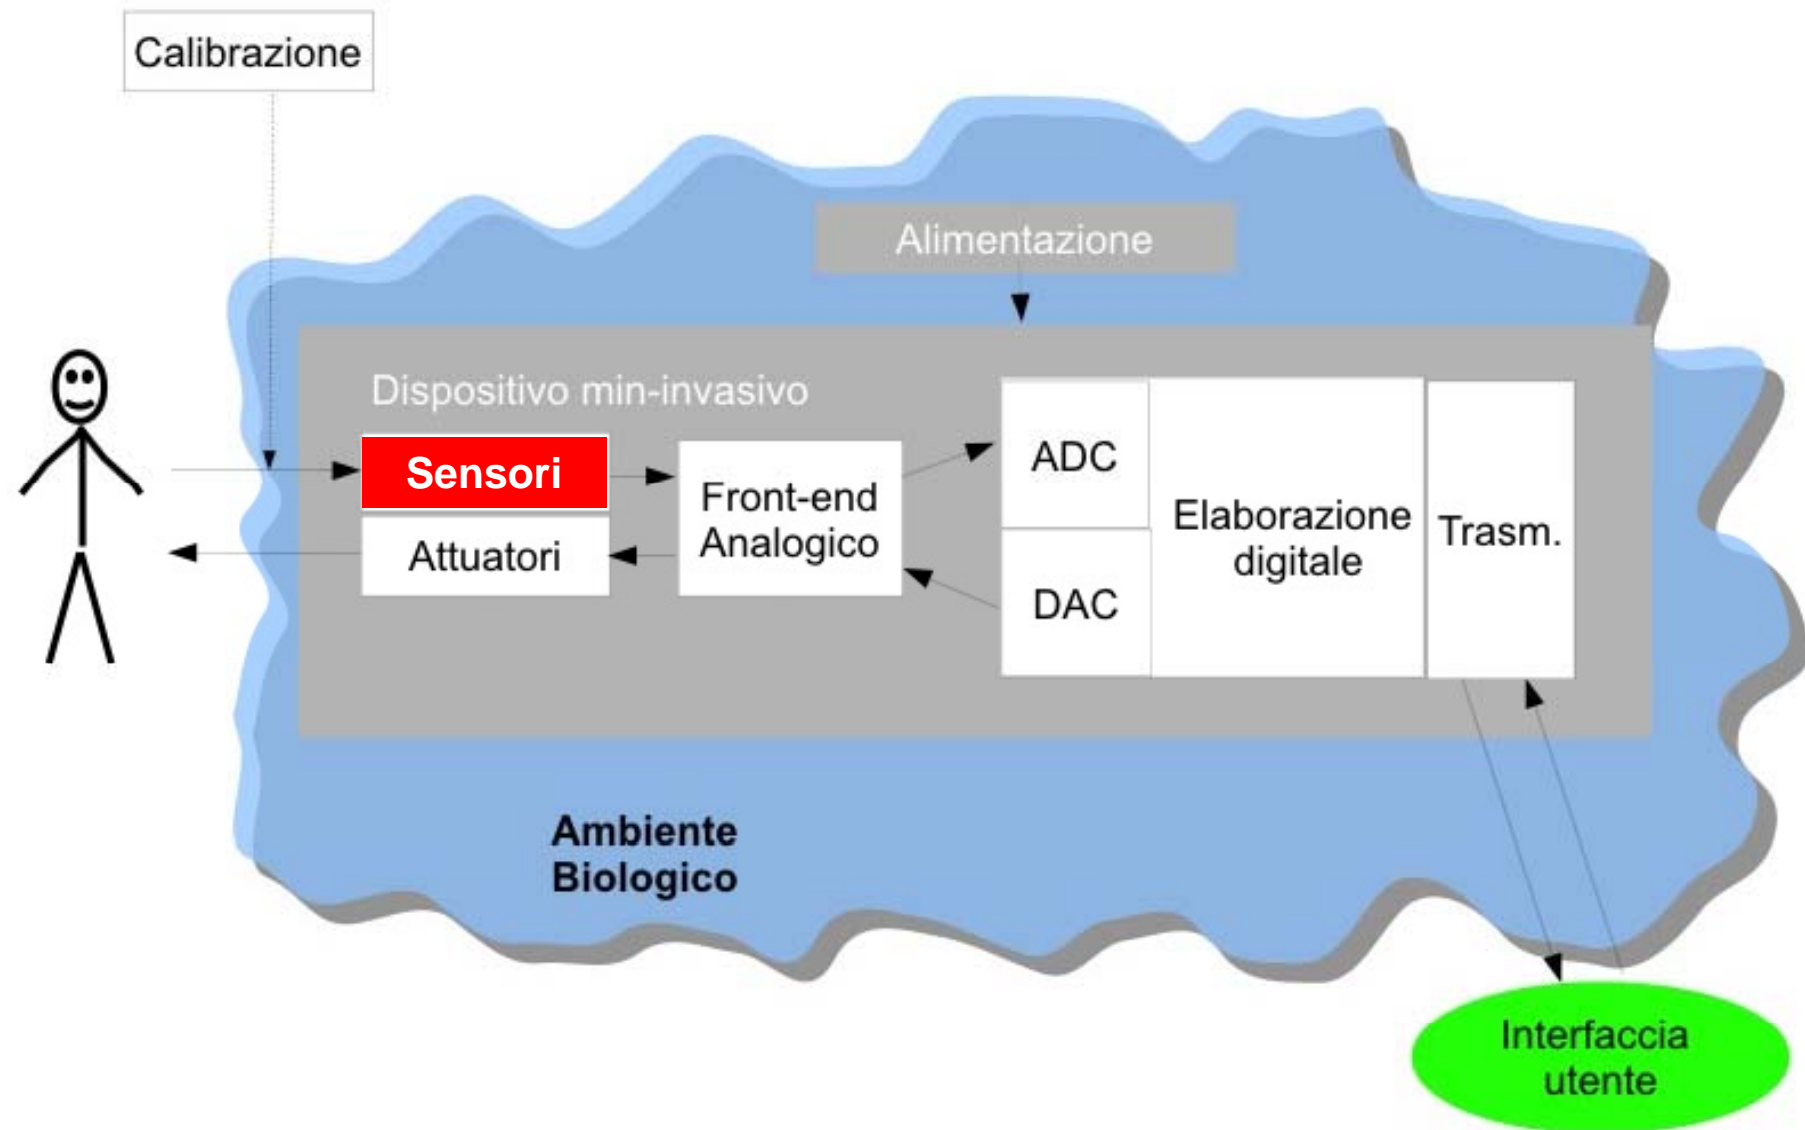 Calibrazione
Alimentazione
Dispositivo min-invasivo
Sensori
Attuatori
Front-end
Analogico
ADC
DAC
Elaborazione
digitale
Trasm.
Ambiente
Biologico
Interfaccia
utente